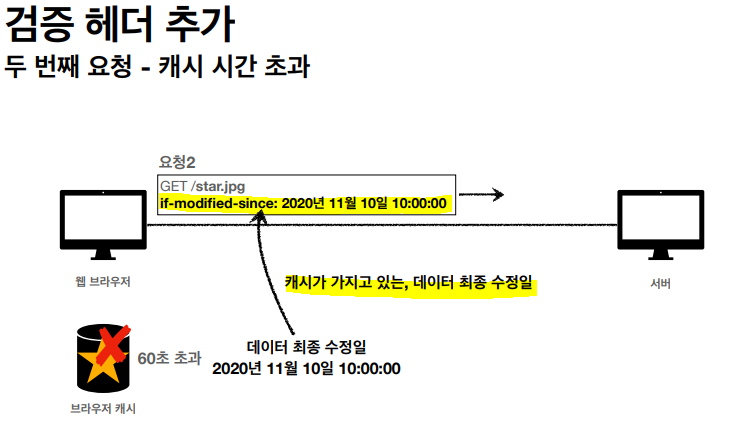 검증 헤더 추가
두 번째 요청 - 캐시 시간 초과
요청2
GET /star.jpg
if-modified-since: 2020년 11월 10일 10:00:00
웹 브라우저
캐시가 가지고 있는, 데이터 최종 수정일
서버
60초 초과
데이터 최종 수정일
2020년 11월 10일 10:00:00
브라우저 캐시